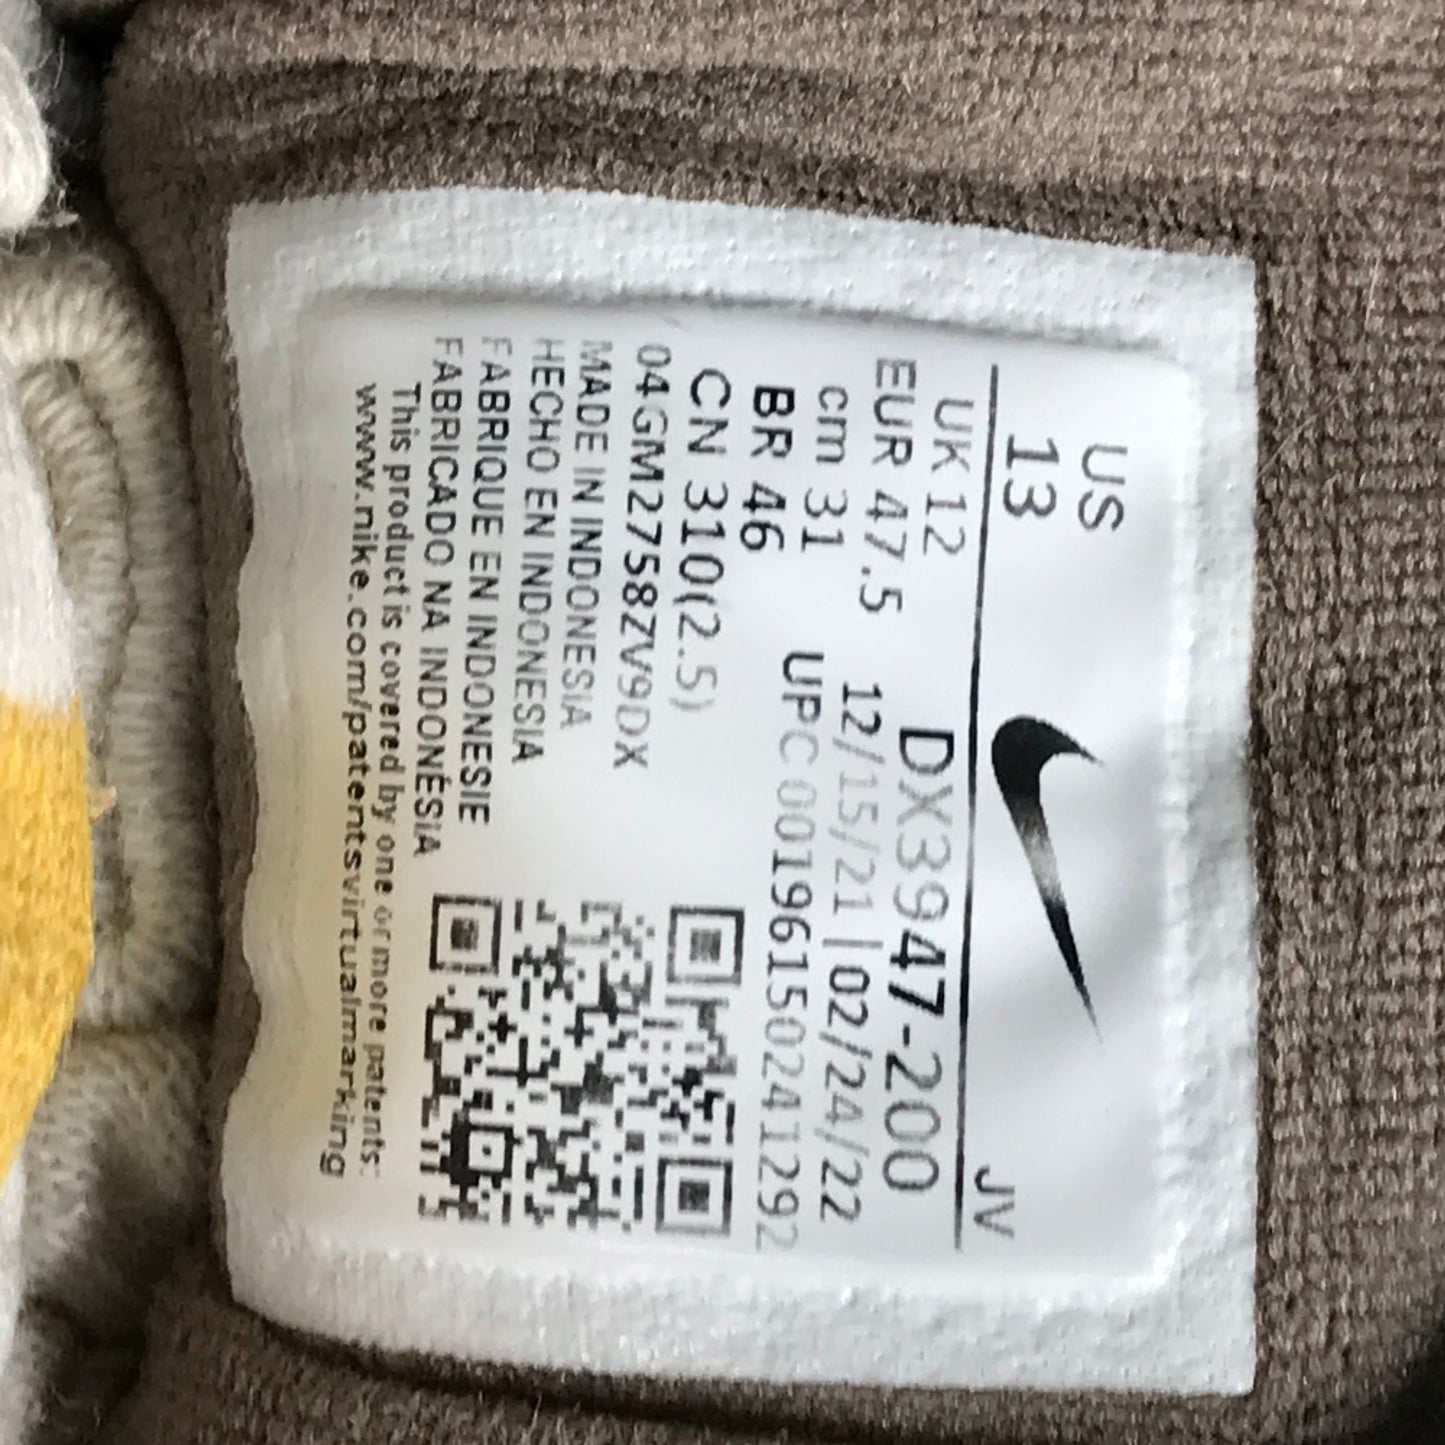 US
13
JV
UK 12
DX3947-200
EUR 47.5
12/15/21 | 02/24/22
cm 31
UPC 00196150241292
BR 46
CN 310(2.5)
04GM2758ZV9DX
MADE IN INDONESIA
HECHO EN INDONESIA
FABRIQUE EN INDONESIE
FABRICADO NA INDONÉSIA
This product is covered by one or more patents:
www.nike.com/patentsvirtualmarking